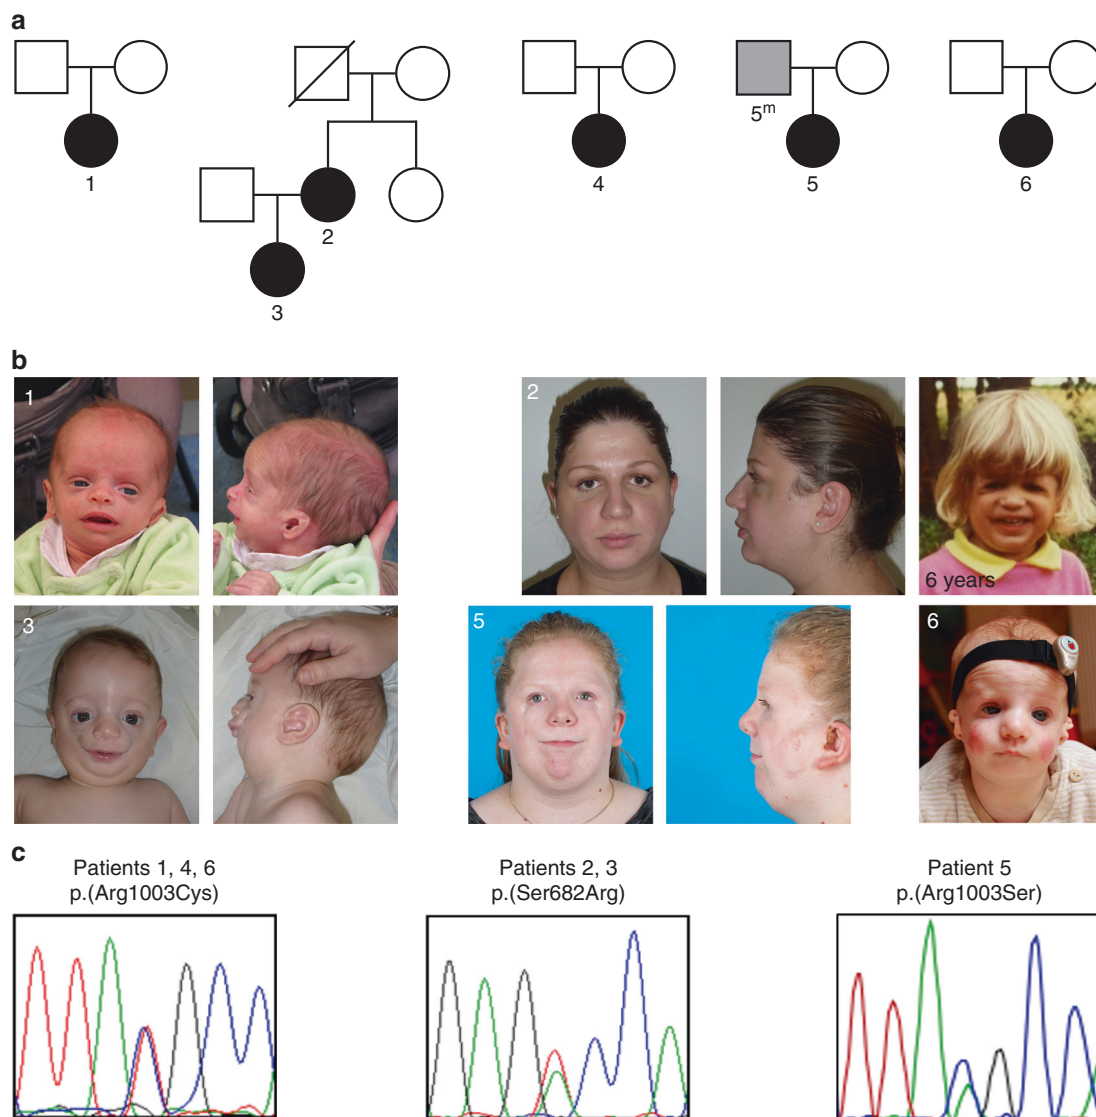 a
5ᵐ
1
4
5
6
2
3
b
1
2
6 years
3
5
6
c
Patients 1, 4, 6
p.(Arg1003Cys)
Patients 2, 3
p.(Ser682Arg)
Patient 5
p.(Arg1003Ser)